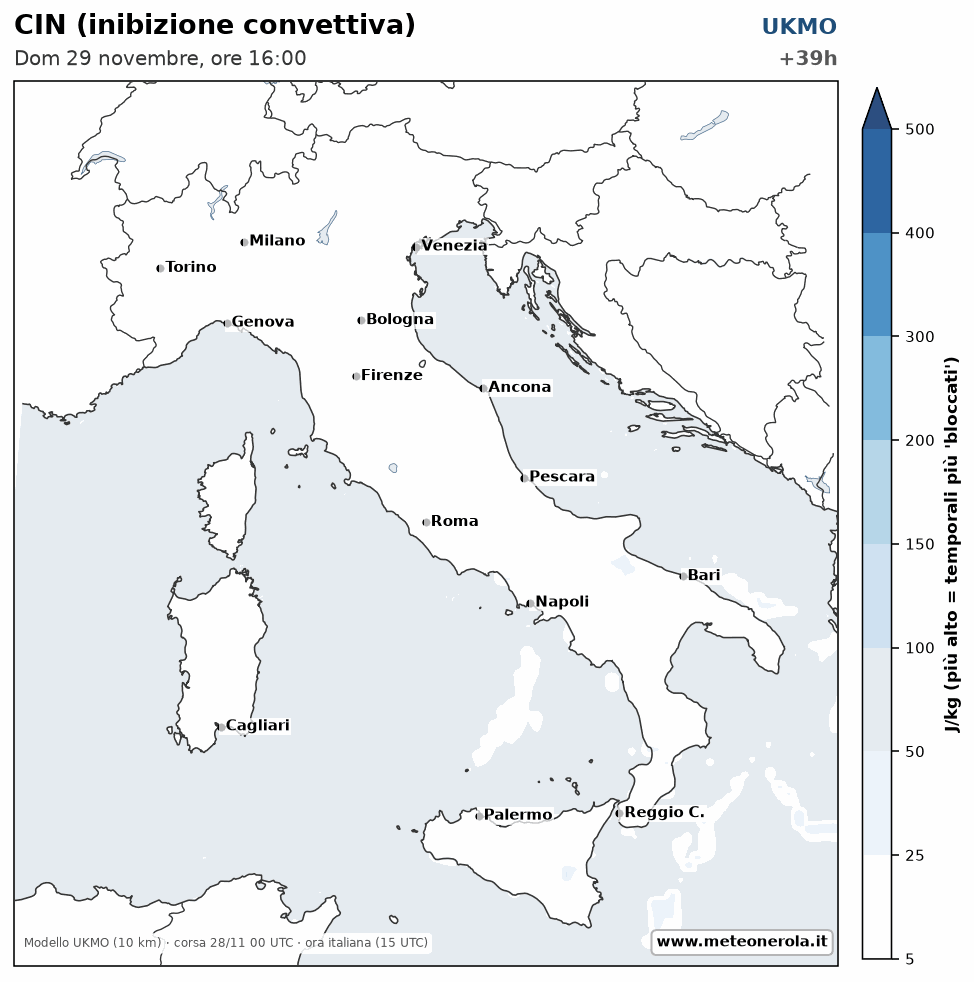 CIN (inibizione convettiva)
UKMO
Dom 29 novembre, ore 16:00
+39h
Milano
Venezia
Torino
Genova
Bologna
Firenze
Ancona
Pescara
Roma
Bari
Napoli
Cagliari
Palermo
Reggio C.
Modello UKMO (10 km) · corsa 28/11 00 UTC · ora italiana (15 UTC)
www.meteonerola.it
500
400
300
200
150
100
50
25
5
J/kg (più alto = temporali più 'bloccati')